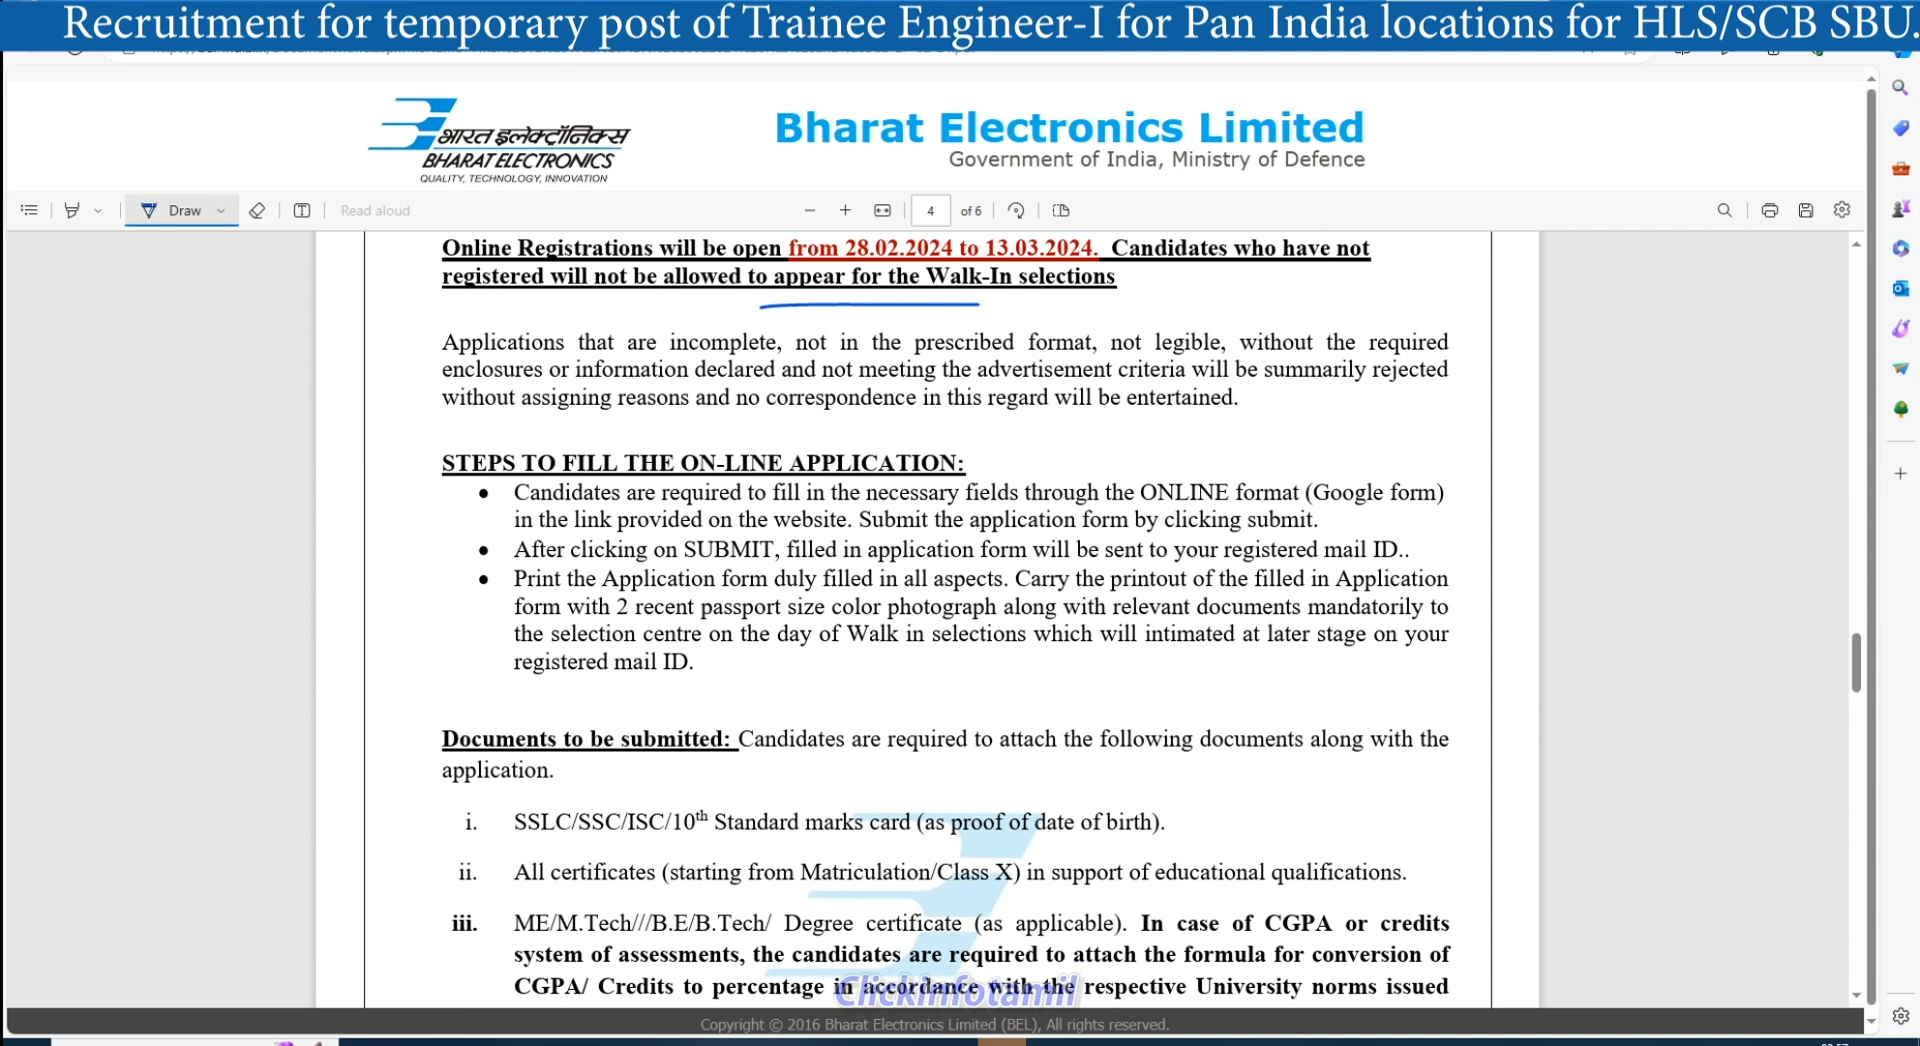 Recruitment for temporary post of Trainee Engineer-I for Pan India locations for HLS/SCB SBU.
भारत इलेक्ट्रॉनिक्स
BHARAT ELECTRONICS
QUALITY, TECHNOLOGY, INNOVATION
Bharat Electronics Limited
Government of India, Ministry of Defence
Draw
Read aloud
4 of 6
Online Registrations will be open from 28.02.2024 to 13.03.2024. Candidates who have not
registered will not be allowed to appear for the Walk-In selections
Applications that are incomplete, not in the prescribed format, not legible, without the required
enclosures or information declared and not meeting the advertisement criteria will be summarily rejected
without assigning reasons and no correspondence in this regard will be entertained.
STEPS TO FILL THE ON-LINE APPLICATION:
• Candidates are required to fill in the necessary fields through the ONLINE format (Google form)
in the link provided on the website. Submit the application form by clicking submit.
• After clicking on SUBMIT, filled in application form will be sent to your registered mail ID..
• Print the Application form duly filled in all aspects. Carry the printout of the filled in Application
form with 2 recent passport size color photograph along with relevant documents mandatorily to
the selection centre on the day of Walk in selections which will intimated at later stage on your
registered mail ID.
Documents to be submitted: Candidates are required to attach the following documents along with the
application.
i. SSLC/SSC/ISC/10th Standard marks card (as proof of date of birth).
ii. All certificates (starting from Matriculation/Class X) in support of educational qualifications.
iii. ME/M.Tech///B.E/B.Tech/ Degree certificate (as applicable). In case of CGPA or credits
system of assessments, the candidates are required to attach the formula for conversion of
CGPA/ Credits to percentage in accordance with the respective University norms issued
Clickinfotamil
Copyright © 2016 Bharat Electronics Limited (BEL), All rights reserved.